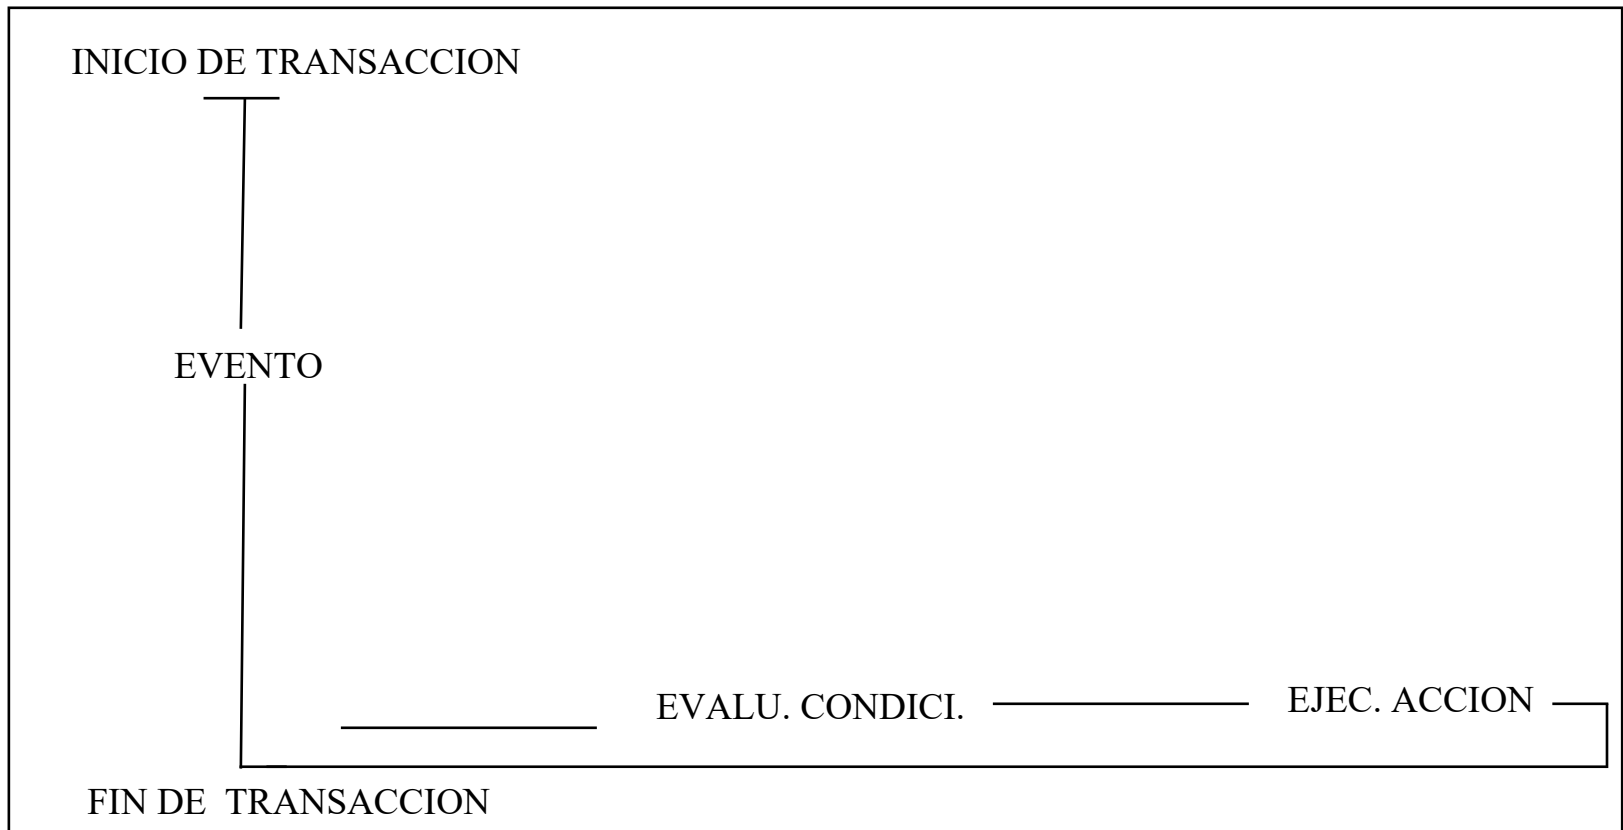 INICIO DE TRANSACCION
EVENTO
EVALU. CONDICI.
EJEC. ACCION
FIN DE TRANSACCION